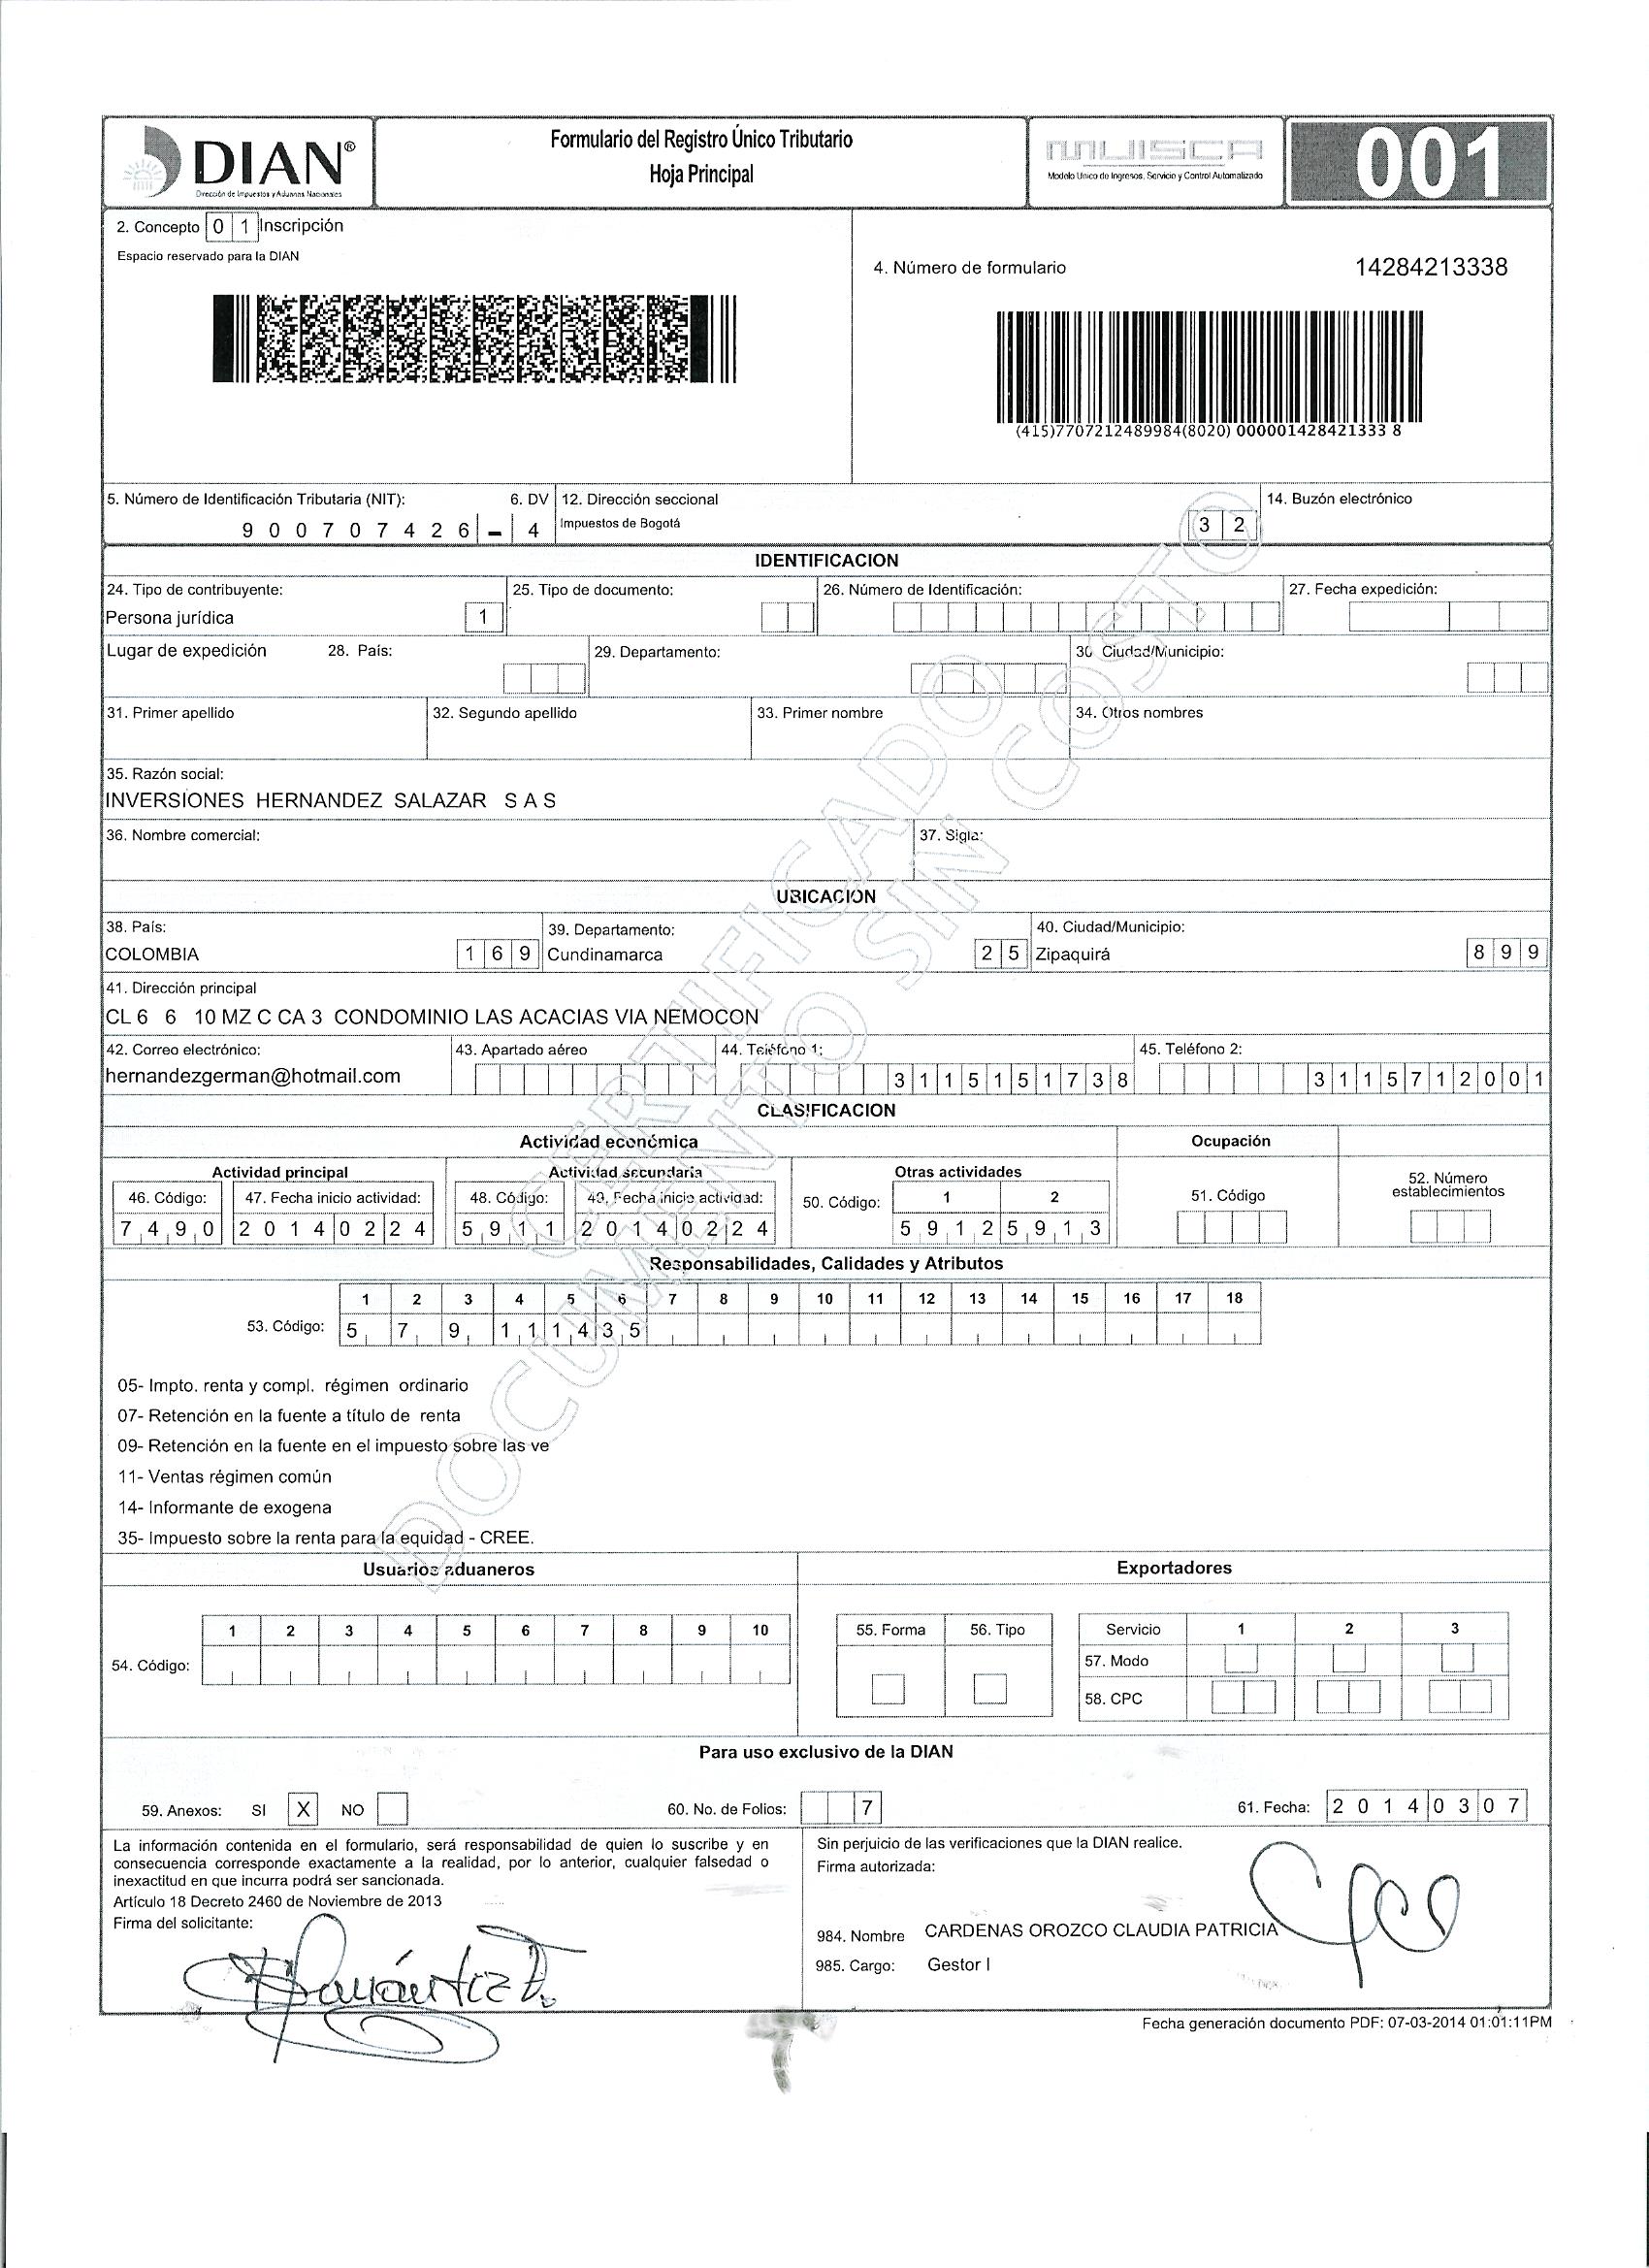 DIAN®
Dirección de Impuestos y Aduanas Nacionales
Formulario del Registro Único Tributario
Hoja Principal
MUISCA
Modelo Unico de Ingresos, Servicio y Control Automatizado
001
2. Concepto 0 1 Inscripción
Espacio reservado para la DIAN
4. Número de formulario 14284213338
(415)7707212489984(8020) 000001428421333 8
5. Número de Identificación Tributaria (NIT): 6. DV 12. Dirección seccional 14. Buzón electrónico
9 0 0 7 0 7 4 2 6 - 4 Impuestos de Bogotá 3 2
IDENTIFICACION
24. Tipo de contribuyente: 25. Tipo de documento: 26. Número de Identificación: 27. Fecha expedición:
Persona jurídica 1
Lugar de expedición 28. País: 29. Departamento: 30. Ciudad/Municipio:
31. Primer apellido 32. Segundo apellido 33. Primer nombre 34. Otros nombres
35. Razón social:
INVERSIONES HERNANDEZ SALAZAR S A S
36. Nombre comercial: 37. Sigla:
UBICACION
38. País: 39. Departamento: 40. Ciudad/Municipio:
COLOMBIA 1 6 9 Cundinamarca 2 5 Zipaquirá 8 9 9
41. Dirección principal
CL 6 6 10 MZ C CA 3 CONDOMINIO LAS ACACIAS VIA NEMOCON
42. Correo electrónico: 43. Apartado aéreo 44. Teléfono 1: 45. Teléfono 2:
hernandezgerman@hotmail.com 3 1 1 5 1 5 1 7 3 8 3 1 1 5 7 1 2 0 0 1
CLASIFICACION
Actividad económica Ocupación
Actividad principal Actividad secundaria Otras actividades 52. Número establecimientos
46. Código: 47. Fecha inicio actividad: 48. Código: 49. Fecha inicio actividad: 50. Código: 1 2 51. Código
7 4 9 0 2 0 1 4 0 2 2 4 5 9 1 1 2 0 1 4 0 2 2 4 5 9 1 2 5 9 1 3
Responsabilidades, Calidades y Atributos
1 2 3 4 5 6 7 8 9 10 11 12 13 14 15 16 17 18
53. Código: 5 7 9 1 1 1 4 3 5
05- Impto. renta y compl. régimen ordinario
07- Retención en la fuente a título de renta
09- Retención en la fuente en el impuesto sobre las ve
11- Ventas régimen común
14- Informante de exogena
35- Impuesto sobre la renta para la equidad - CREE.
CERTIFICADO
DOCUMENTO SIN COSTO
Usuarios aduaneros Exportadores
1 2 3 4 5 6 7 8 9 10 55. Forma 56. Tipo Servicio 1 2 3
54. Código: 57. Modo
58. CPC
Para uso exclusivo de la DIAN
59. Anexos: SI X NO 60. No. de Folios: 7 61. Fecha: 2 0 1 4 0 3 0 7
La información contenida en el formulario, será responsabilidad de quien lo suscribe y en
consecuencia corresponde exactamente a la realidad, por lo anterior, cualquier falsedad o
inexactitud en que incurra podrá ser sancionada.
Artículo 18 Decreto 2460 de Noviembre de 2013
Firma del solicitante:
Sin perjuicio de las verificaciones que la DIAN realice.
Firma autorizada:
984. Nombre CARDENAS OROZCO CLAUDIA PATRICIA
985. Cargo: Gestor I
Fecha generación documento PDF: 07-03-2014 01:01:11PM